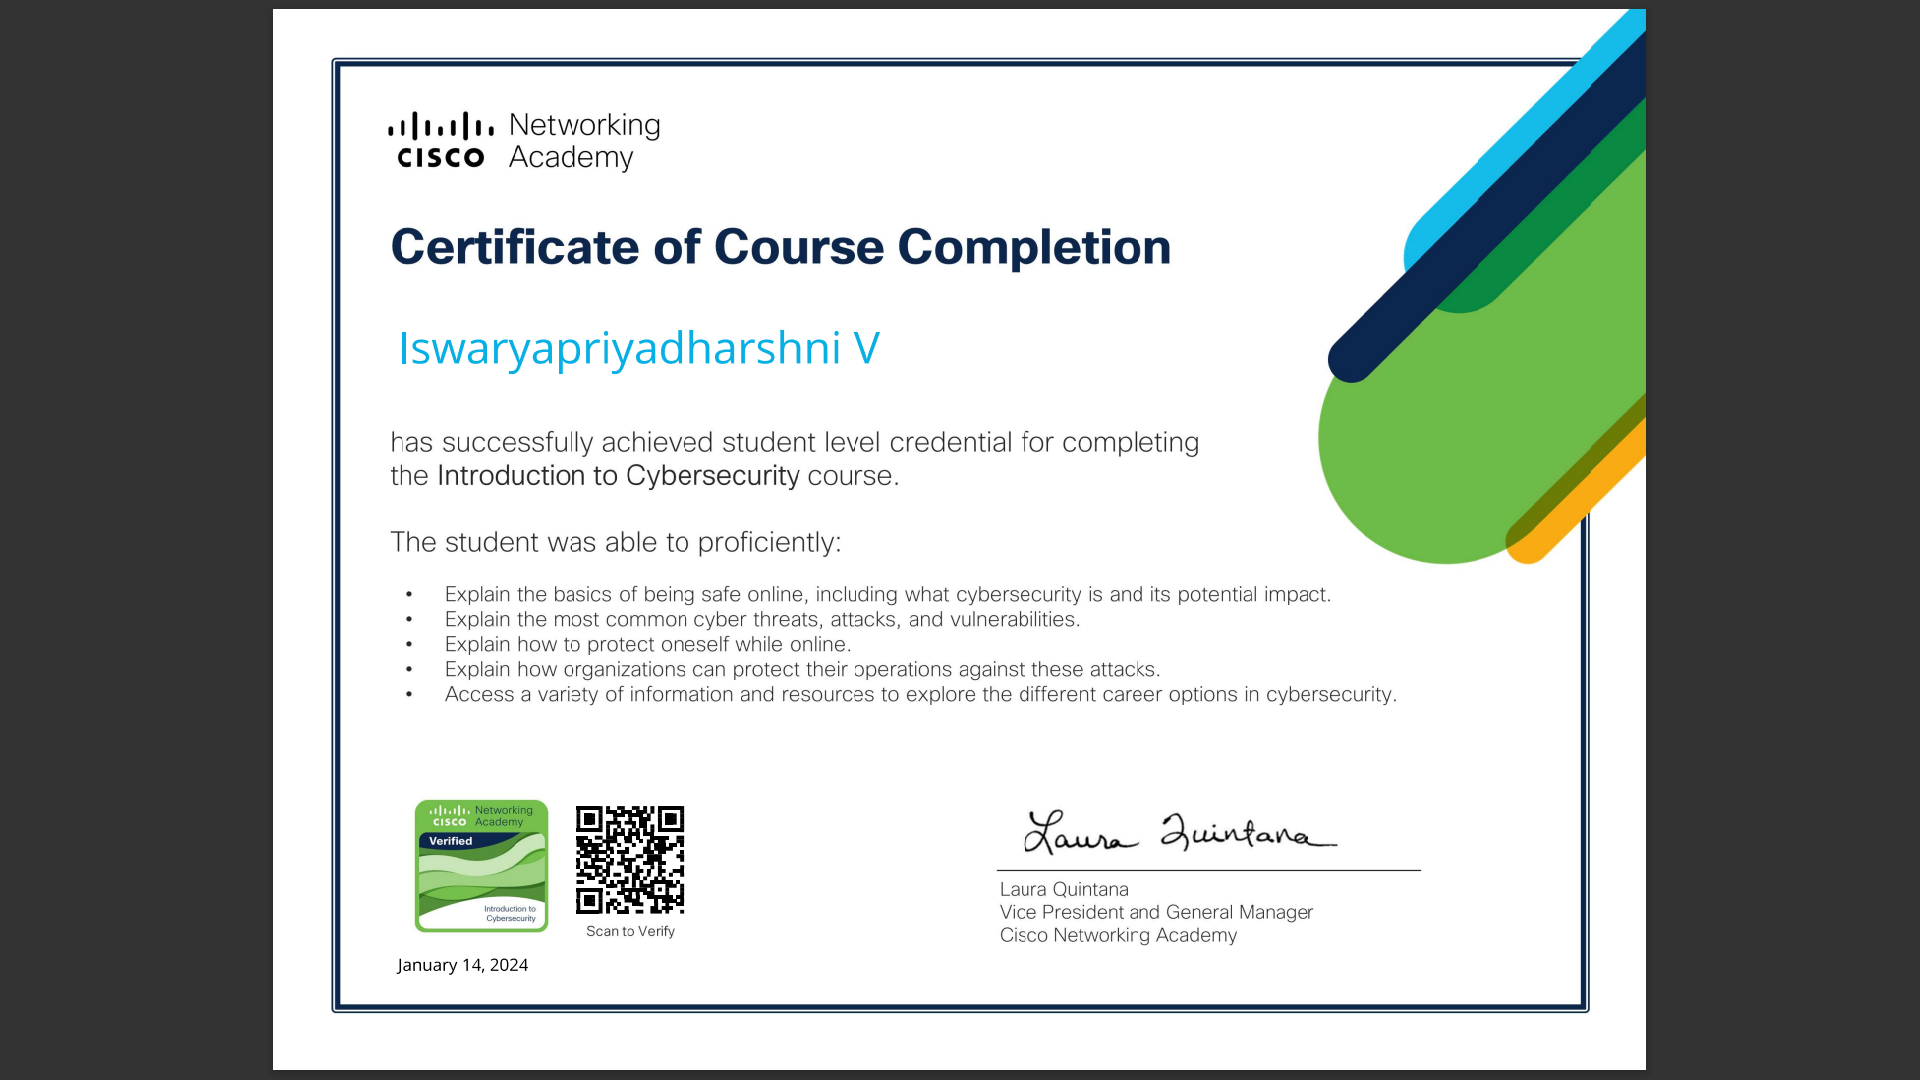 Networking
CISCO Academy
Certificate of Course Completion
Iswaryapriyadharshni V
has successfully achieved student level credential for completing
the Introduction to Cybersecurity course.
The student was able to proficiently:
• Explain the basics of being safe online, including what cybersecurity is and its potential impact.
• Explain the most common cyber threats, attacks, and vulnerabilities.
• Explain how to protect oneself while online.
• Explain how organizations can protect their operations against these attacks.
• Access a variety of information and resources to explore the different career options in cybersecurity.
Networking
CISCO Academy
Verified
Introduction to
Cybersecurity
Scan to Verify
January 14, 2024
Laura Quintana
Laura Quintana
Vice President and General Manager
Cisco Networking Academy